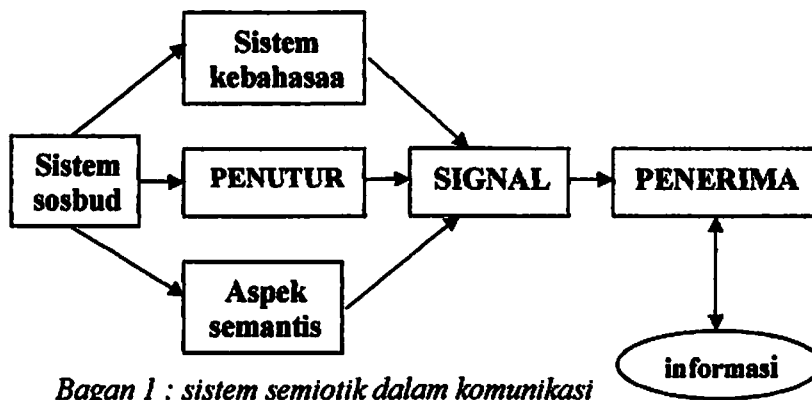 Sistem
kebahasaa
Sistem
sosbud
PENUTUR
SIGNAL
PENERIMA
Aspek
semantis
informasi
Bagan 1 : sistem semiotik dalam komunikasi